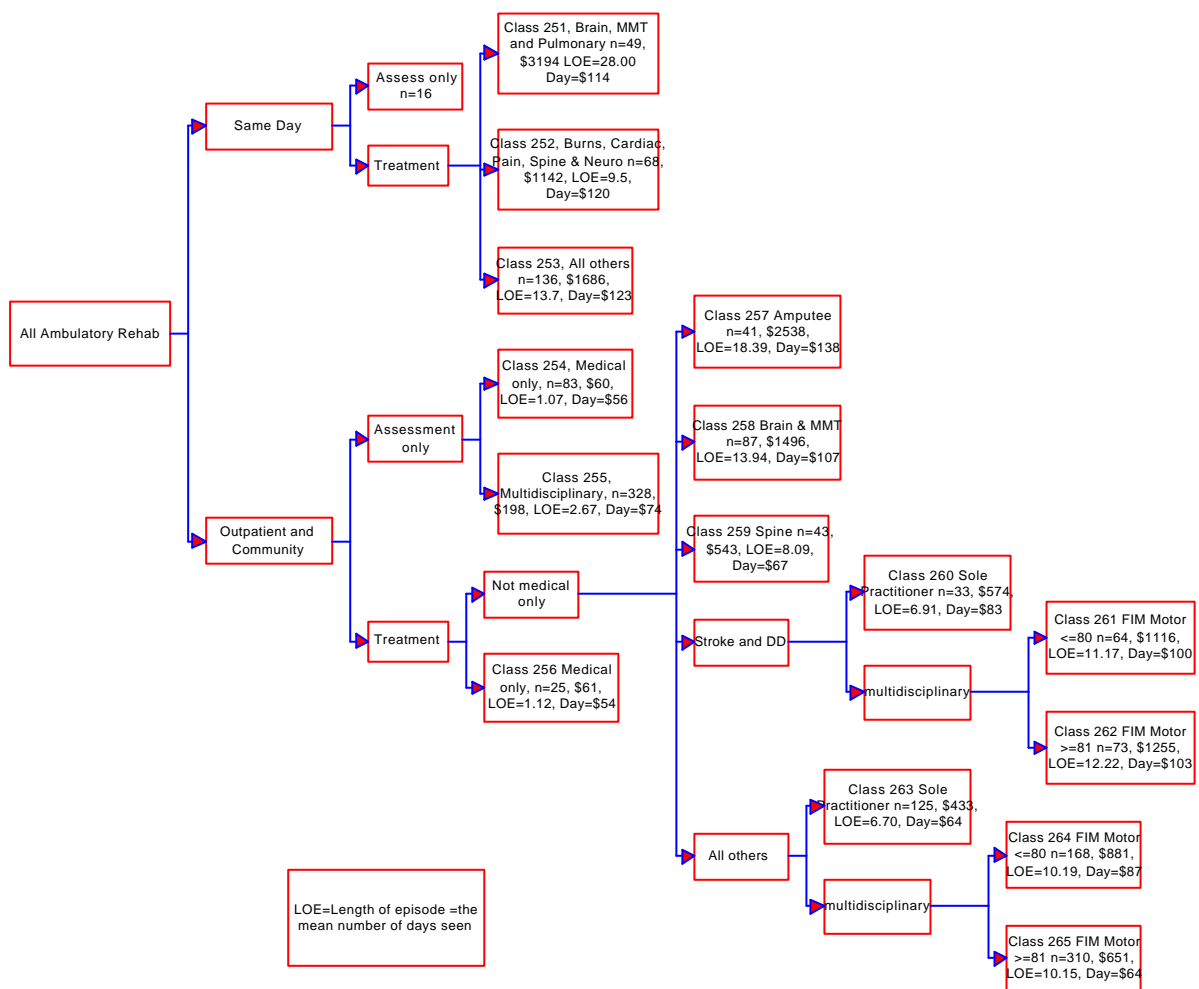 Class 251, Brain, MMT
and Pulmonary n=49,
$3194 LOE=28.00
Day=$114
Assess only
n=16
Same Day
Treatment
Class 252, Burns, Cardiac,
Pain, Spine & Neuro n=68,
$1142, LOE=9.5,
Day=$120
Class 253, All others
n=136, $1686,
LOE=13.7, Day=$123
All Ambulatory Rehab
Class 254, Medical
only, n=83, $60,
LOE=1.07, Day=$56
Assessment
only
Class 255,
Multidisciplinary, n=328,
$198, LOE=2.67, Day=$74
Outpatient and
Community
Not medical
only
Treatment
Class 256 Medical
only, n=25, $61,
LOE=1.12, Day=$54
Class 257 Amputee
n=41, $2538,
LOE=18.39, Day=$138
Class 258 Brain & MMT
n=87, $1496,
LOE=13.94, Day=$107
Class 259 Spine n=43,
$543, LOE=8.09,
Day=$67
Stroke and DD
Class 260 Sole
Practitioner n=33, $574,
LOE=6.91, Day=$83
multidisciplinary
Class 261 FIM Motor
<=80 n=64, $1116,
LOE=11.17, Day=$100
Class 262 FIM Motor
>=81 n=73, $1255,
LOE=12.22, Day=$103
All others
Class 263 Sole
Practitioner n=125, $433,
LOE=6.70, Day=$64
multidisciplinary
Class 264 FIM Motor
<=80 n=168, $881,
LOE=10.19, Day=$87
Class 265 FIM Motor
>=81 n=310, $651,
LOE=10.15, Day=$64
LOE=Length of episode =the
mean number of days seen